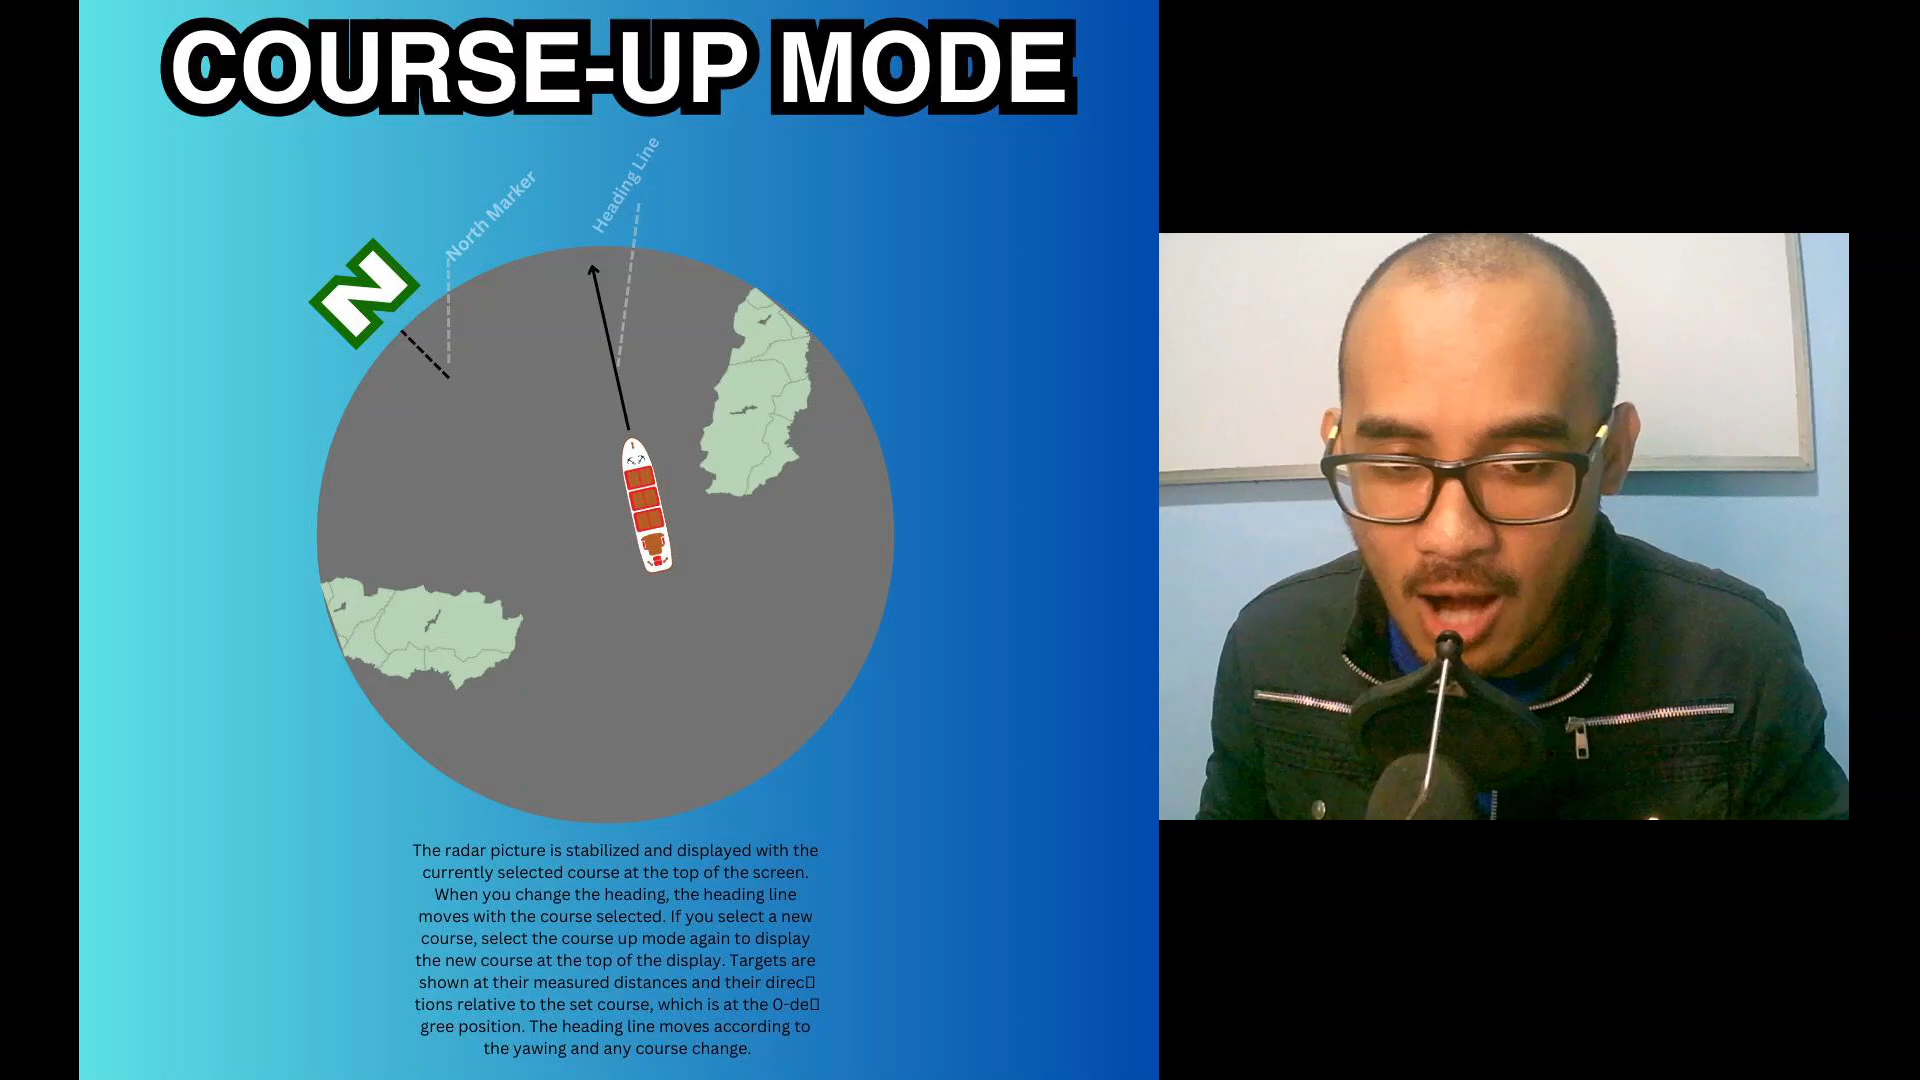 COURSE-UP MODE
North Marker
Heading Line
N
The radar picture is stabilized and displayed with the
currently selected course at the top of the screen.
When you change the heading, the heading line
moves with the course selected. If you select a new
course, select the course up mode again to display
the new course at the top of the display. Targets are
shown at their measured distances and their direc▯
tions relative to the set course, which is at the 0-de▯
gree position. The heading line moves according to
the yawing and any course change.